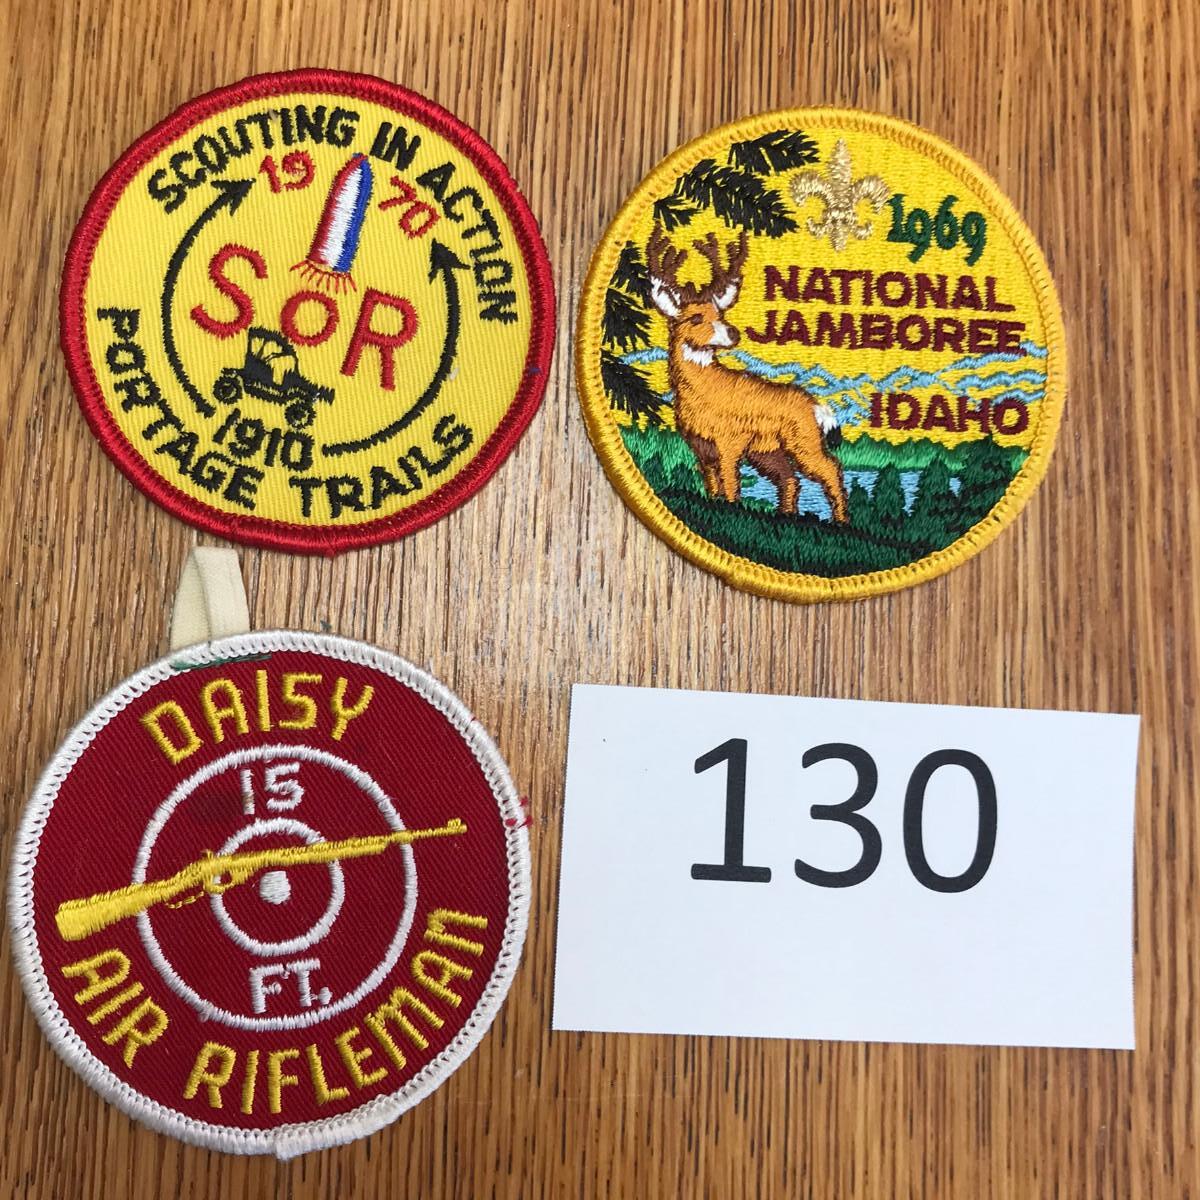 SCOUTING IN ACTION
19 70
SOR
1910
PORTAGE TRAILS
1969
NATIONAL
JAMBOREE
IDAHO
DAISY
15
FT.
AIR RIFLEMAN
130